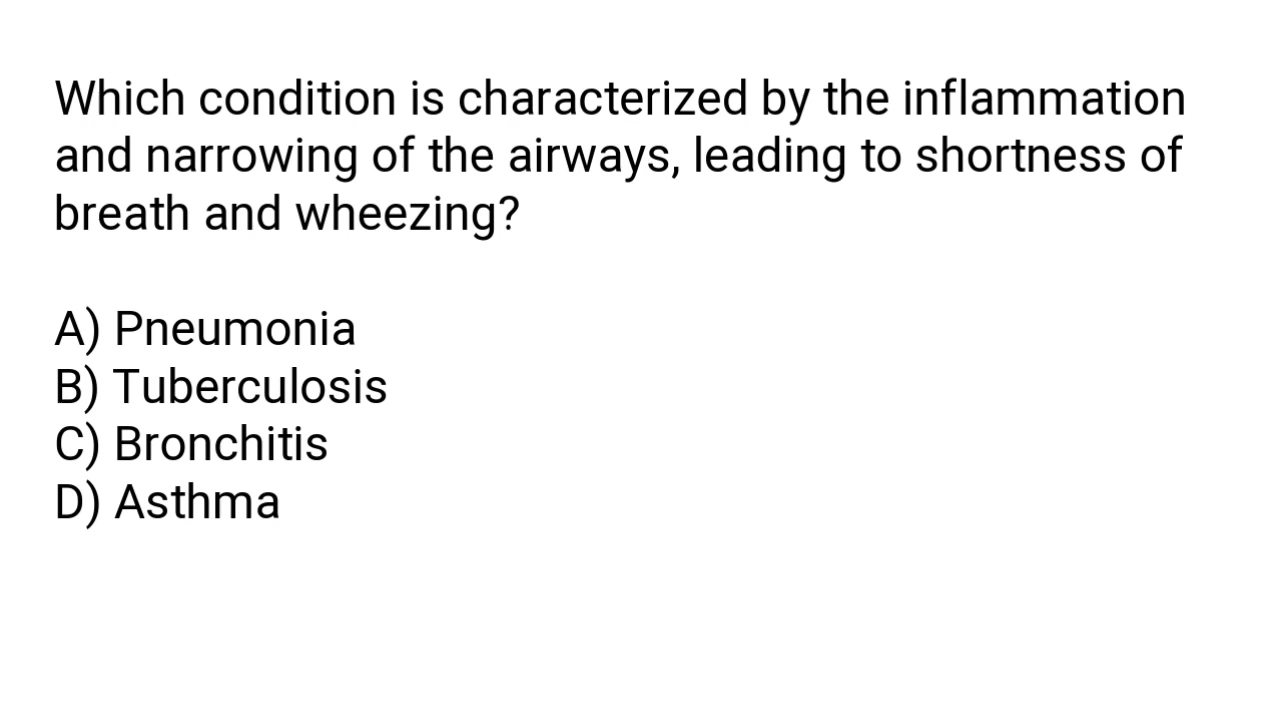 Which condition is characterized by the inflammation
and narrowing of the airways, leading to shortness of
breath and wheezing?
A) Pneumonia
B) Tuberculosis
C) Bronchitis
D) Asthma